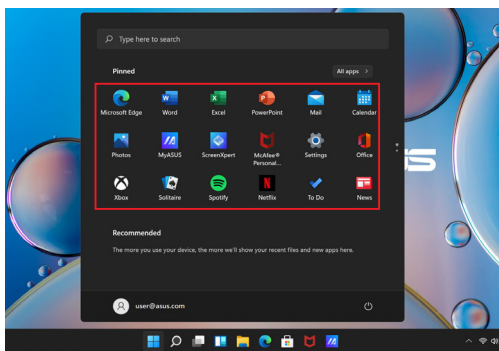 Type here to search
Pinned
All apps >
Microsoft Edge Word Excel PowerPoint Mail Calendar
Photos MyASUS ScreenXpert McAfee® Settings Office
Personal...
Xbox Solitaire Spotify Netflix To Do News
Recommended
The more you use your device, the more we'll show your recent files and new apps here.
user@asus.com